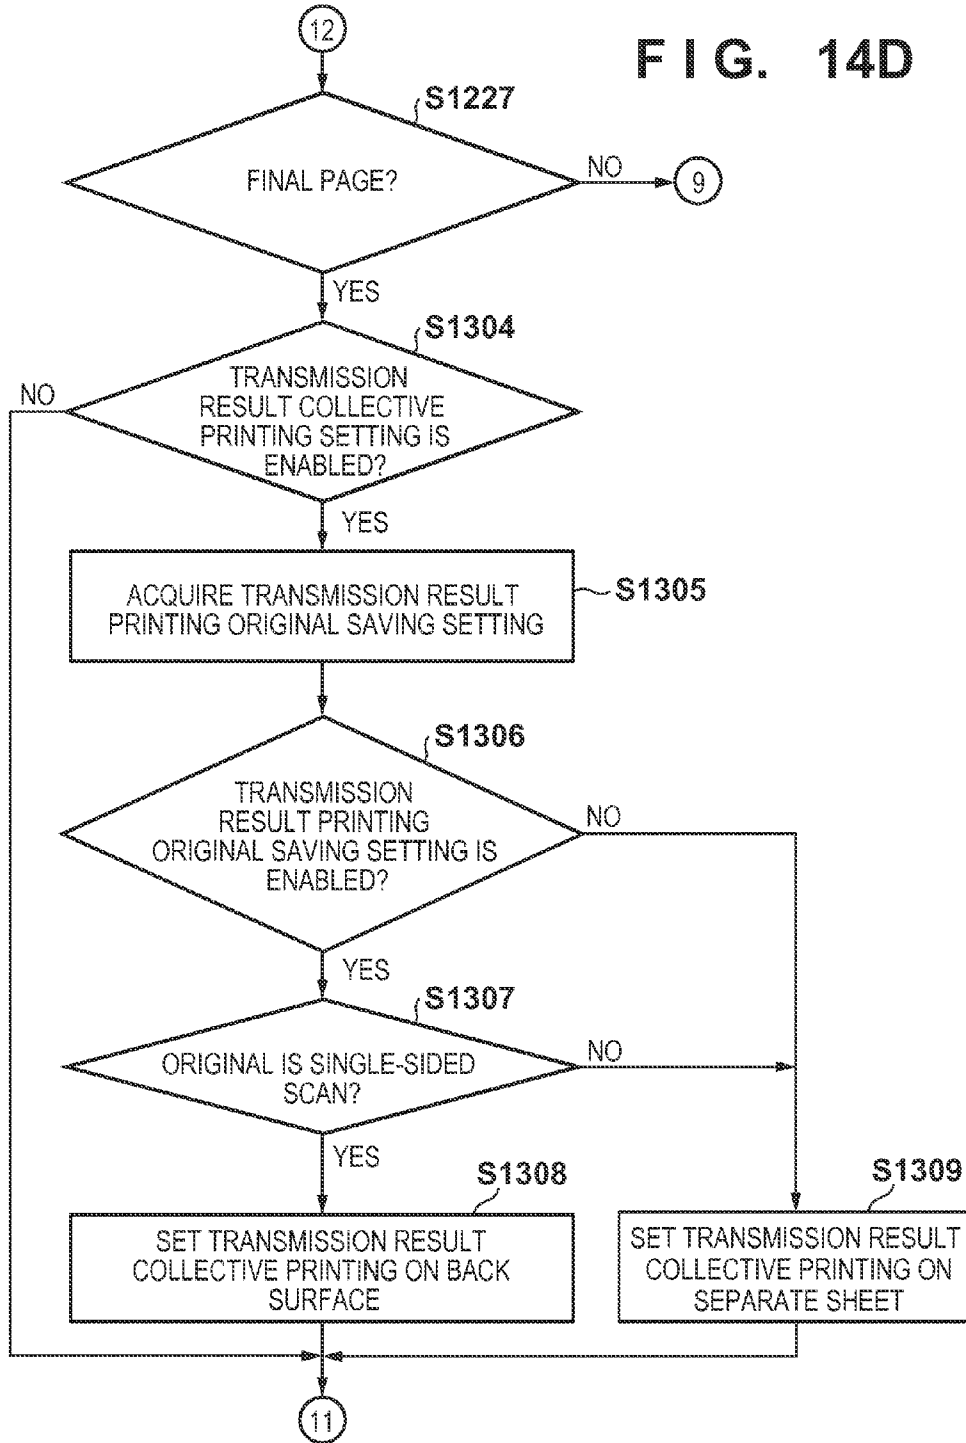 12
F I G. 14D
S1227
FINAL PAGE?
NO
9
YES
S1304
NO
TRANSMISSION
RESULT COLLECTIVE
PRINTING SETTING IS
ENABLED?
YES
ACQUIRE TRANSMISSION RESULT
PRINTING ORIGINAL SAVING SETTING
S1305
S1306
TRANSMISSION
RESULT PRINTING
ORIGINAL SAVING SETTING IS
ENABLED?
NO
YES
S1307
ORIGINAL IS SINGLE-SIDED
SCAN?
NO
YES
S1308
SET TRANSMISSION RESULT
COLLECTIVE PRINTING ON BACK
SURFACE
S1309
SET TRANSMISSION RESULT
COLLECTIVE PRINTING ON
SEPARATE SHEET
11